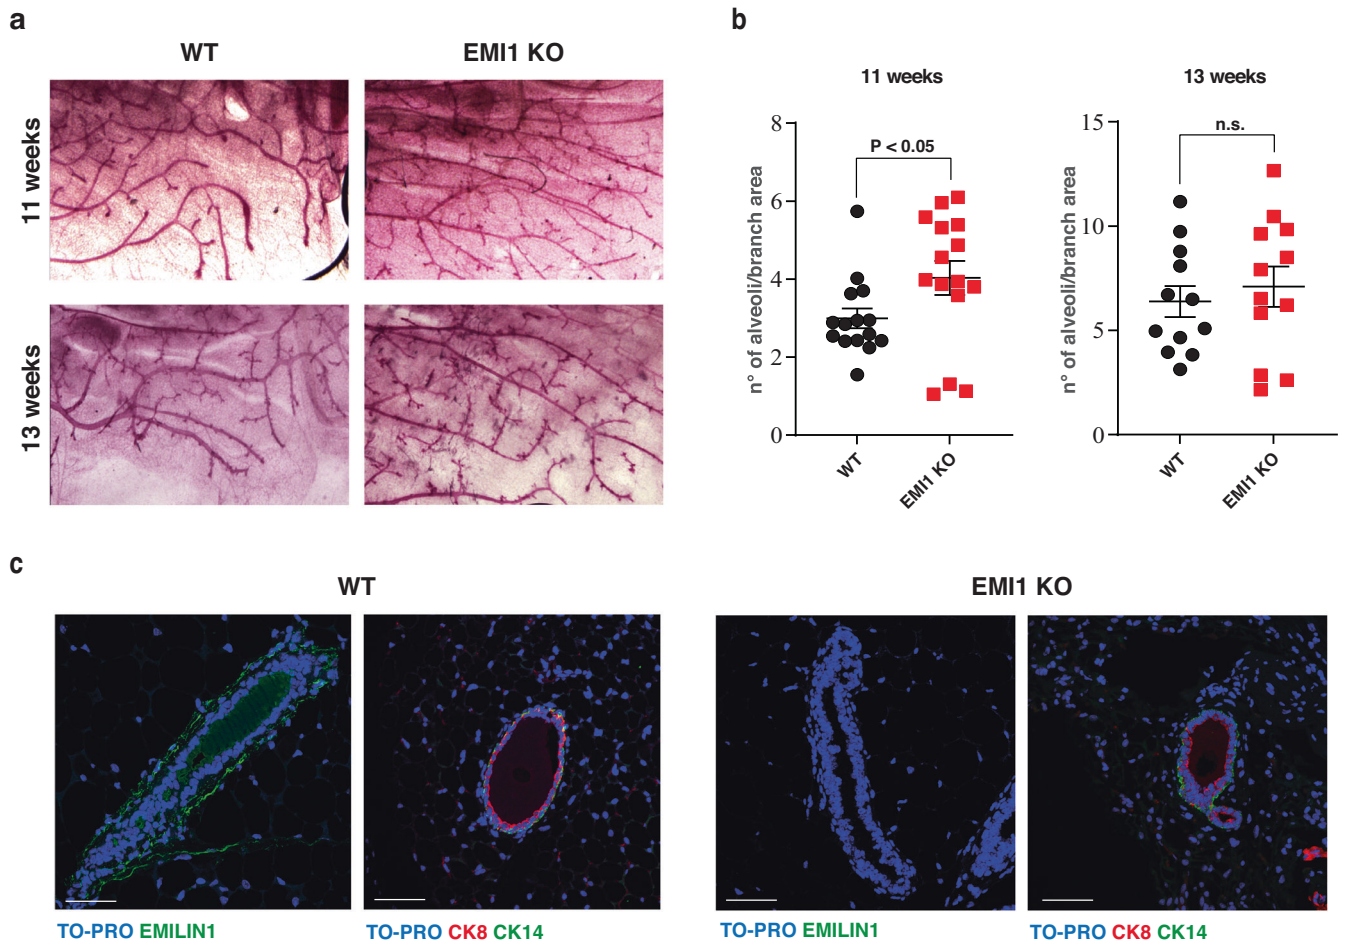 a
WT
EMI1 KO
11 weeks
13 weeks
b
11 weeks
13 weeks
n° of alveoli/branch area
8
6
4
2
0
P < 0.05
WT
EMI1 KO
n° of alveoli/branch area
15
10
5
0
n.s.
WT
EMI1 KO
c
WT
EMI1 KO
TO-PRO EMILIN1
TO-PRO CK8 CK14
TO-PRO EMILIN1
TO-PRO CK8 CK14